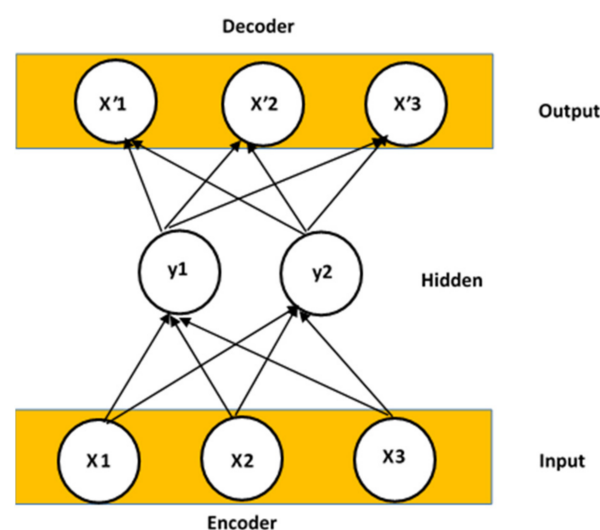 Decoder
X'1 X'2 X'3
Output
y1 y2
Hidden
X1 X2 X3
Input
Encoder